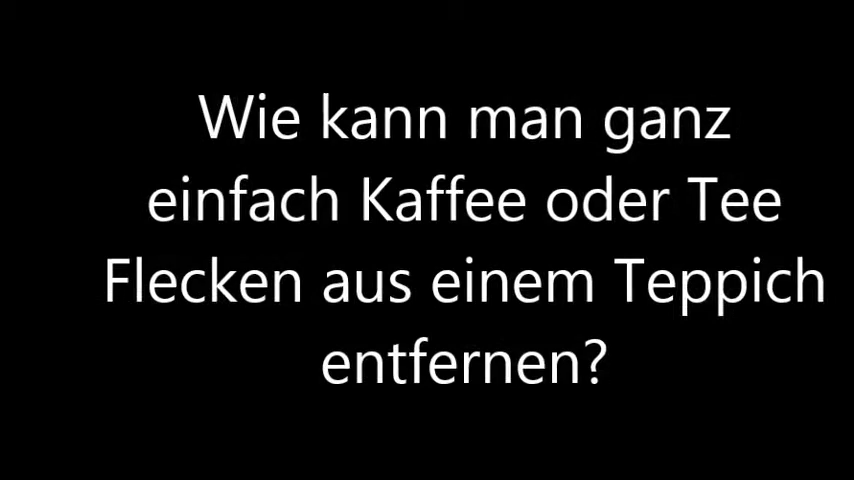 Wie kann man ganz
einfach Kaffee oder Tee
Flecken aus einem Teppich
entfernen?